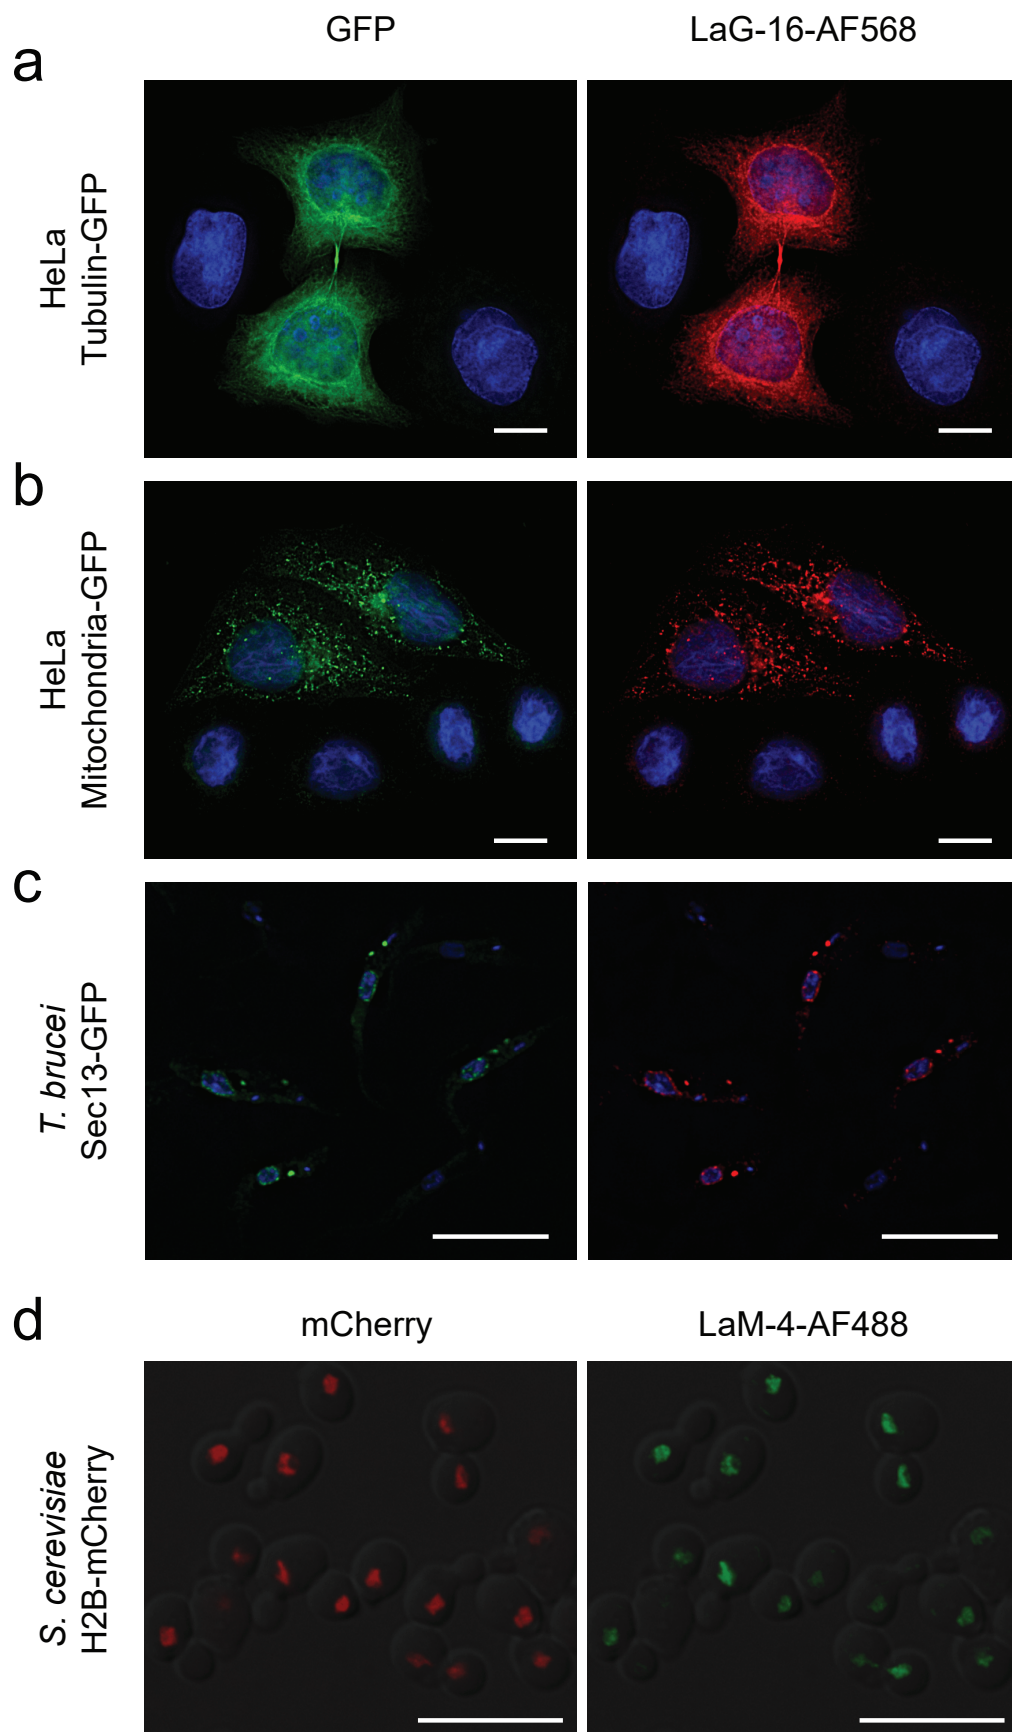 GFP LaG-16-AF568
a
HeLa
Tubulin-GFP
b
HeLa
Mitochondria-GFP
c
T. brucei
Sec13-GFP
d
mCherry LaM-4-AF488
S. cerevisiae
H2B-mCherry